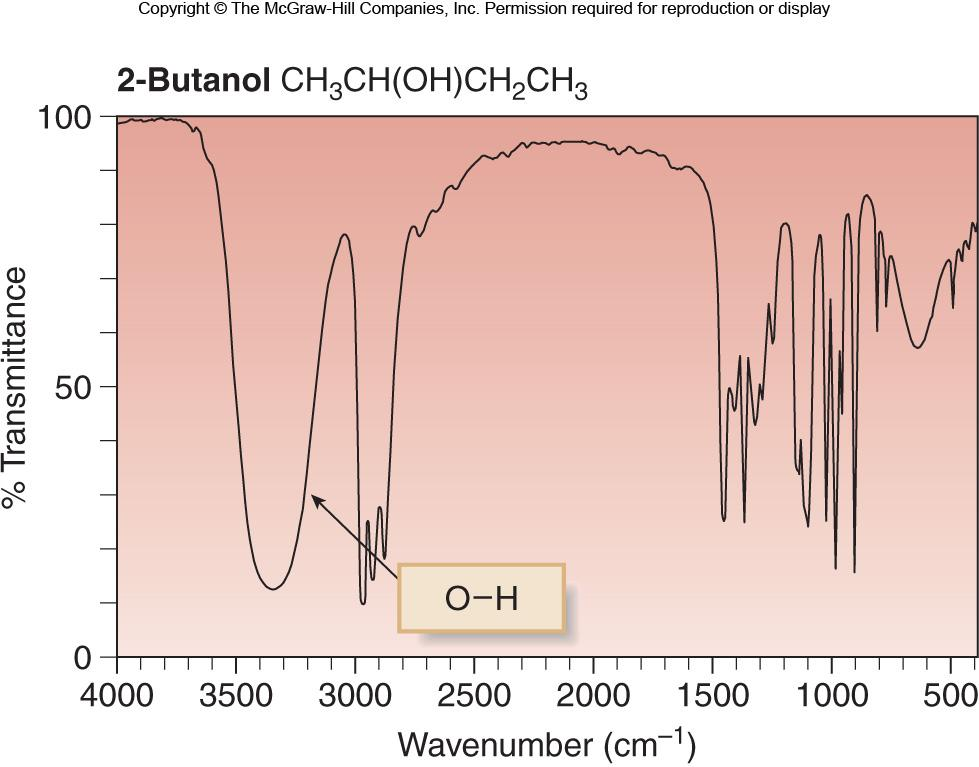 Copyright © The McGraw-Hill Companies, Inc. Permission required for reproduction or display
2-Butanol CH₃CH(OH)CH₂CH₃
100
50
0
% Transmittance
O–H
4000 3500 3000 2500 2000 1500 1000 500
Wavenumber (cm⁻¹)